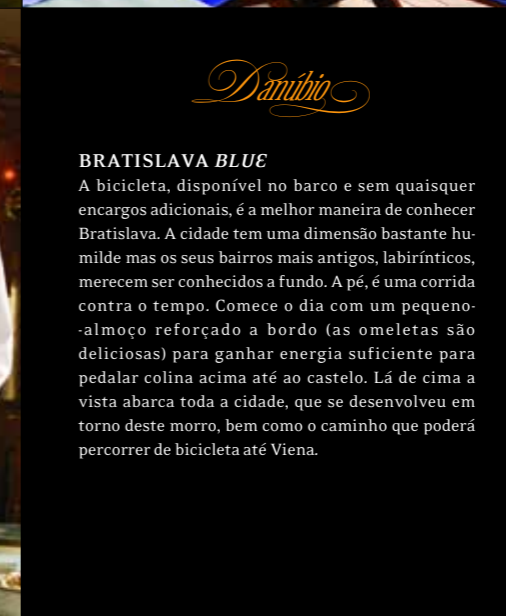 Danúbio
BRATISLAVA BLUE
A bicicleta, disponível no barco e sem quaisquer
encargos adicionais, é a melhor maneira de conhecer
Bratislava. A cidade tem uma dimensão bastante hu-
milde mas os seus bairros mais antigos, labirínticos,
merecem ser conhecidos a fundo. A pé, é uma corrida
contra o tempo. Comece o dia com um pequeno-
-almoço reforçado a bordo (as omeletas são
deliciosas) para ganhar energia suficiente para
pedalar colina acima até ao castelo. Lá de cima a
vista abarca toda a cidade, que se desenvolveu em
torno deste morro, bem como o caminho que poderá
percorrer de bicicleta até Viena.